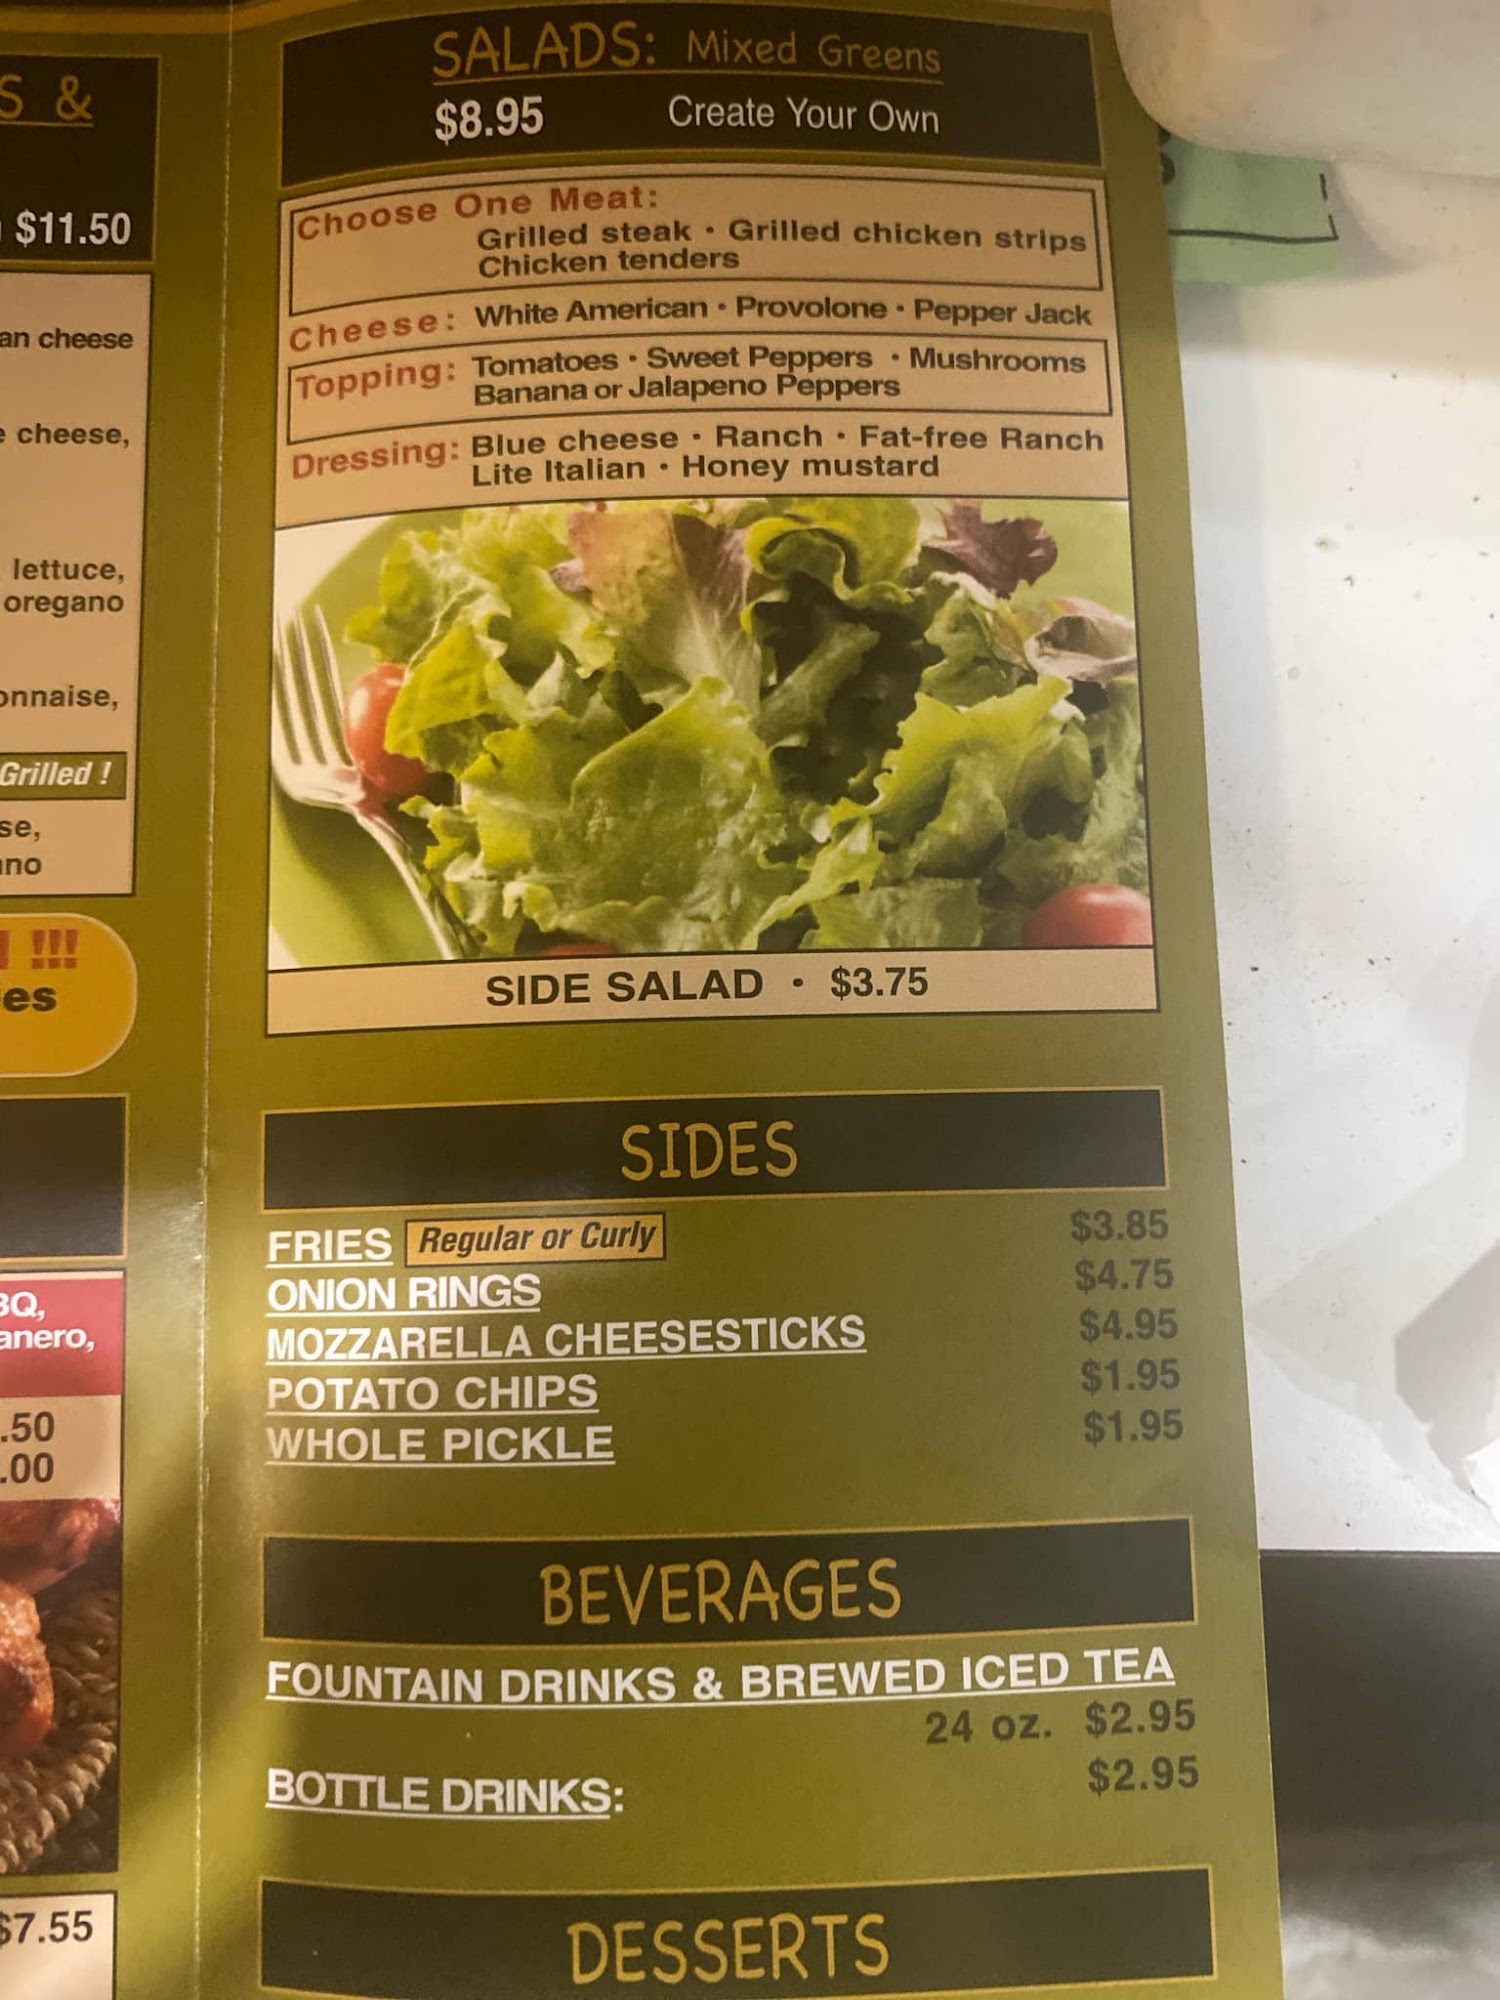 S &
$11.50
an cheese
cheese,
lettuce,
oregano
onnaise,
Grilled !
se,
ano
!!!
es
BQ,
anero,
.50
.00
$7.55
SALADS: Mixed Greens
$8.95 Create Your Own
Choose One Meat:
Grilled steak • Grilled chicken strips
Chicken tenders
Cheese: White American • Provolone • Pepper Jack
Topping: Tomatoes • Sweet Peppers • Mushrooms
Banana or Jalapeno Peppers
Dressing: Blue cheese • Ranch • Fat-free Ranch
Lite Italian • Honey mustard
SIDE SALAD • $3.75
SIDES
FRIES Regular or Curly $3.85
ONION RINGS $4.75
MOZZARELLA CHEESESTICKS $4.95
POTATO CHIPS $1.95
WHOLE PICKLE $1.95
BEVERAGES
FOUNTAIN DRINKS & BREWED ICED TEA
24 oz. $2.95
BOTTLE DRINKS: $2.95
DESSERTS